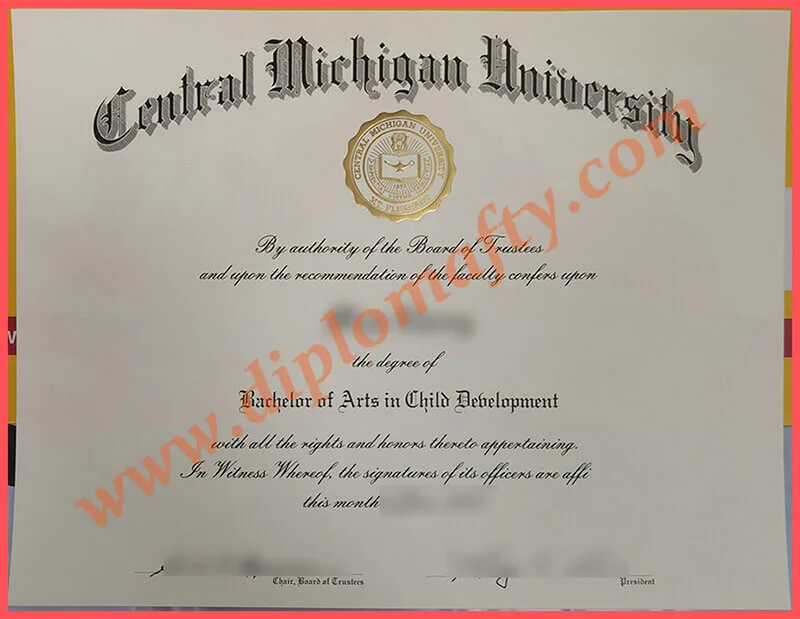 Central Michigan University
CENTRAL MICHIGAN UNIVERSITY
MT. PLEASANT
By authority of the Board of Trustees
and upon the recommendation of the faculty confers upon
the degree of
Bachelor of Arts in Child Development
with all the rights and honors thereto appertaining.
In Witness Whereof, the signatures of its officers are affi
this month
Chair, Board of Trustees
President
www.diplomafty.com